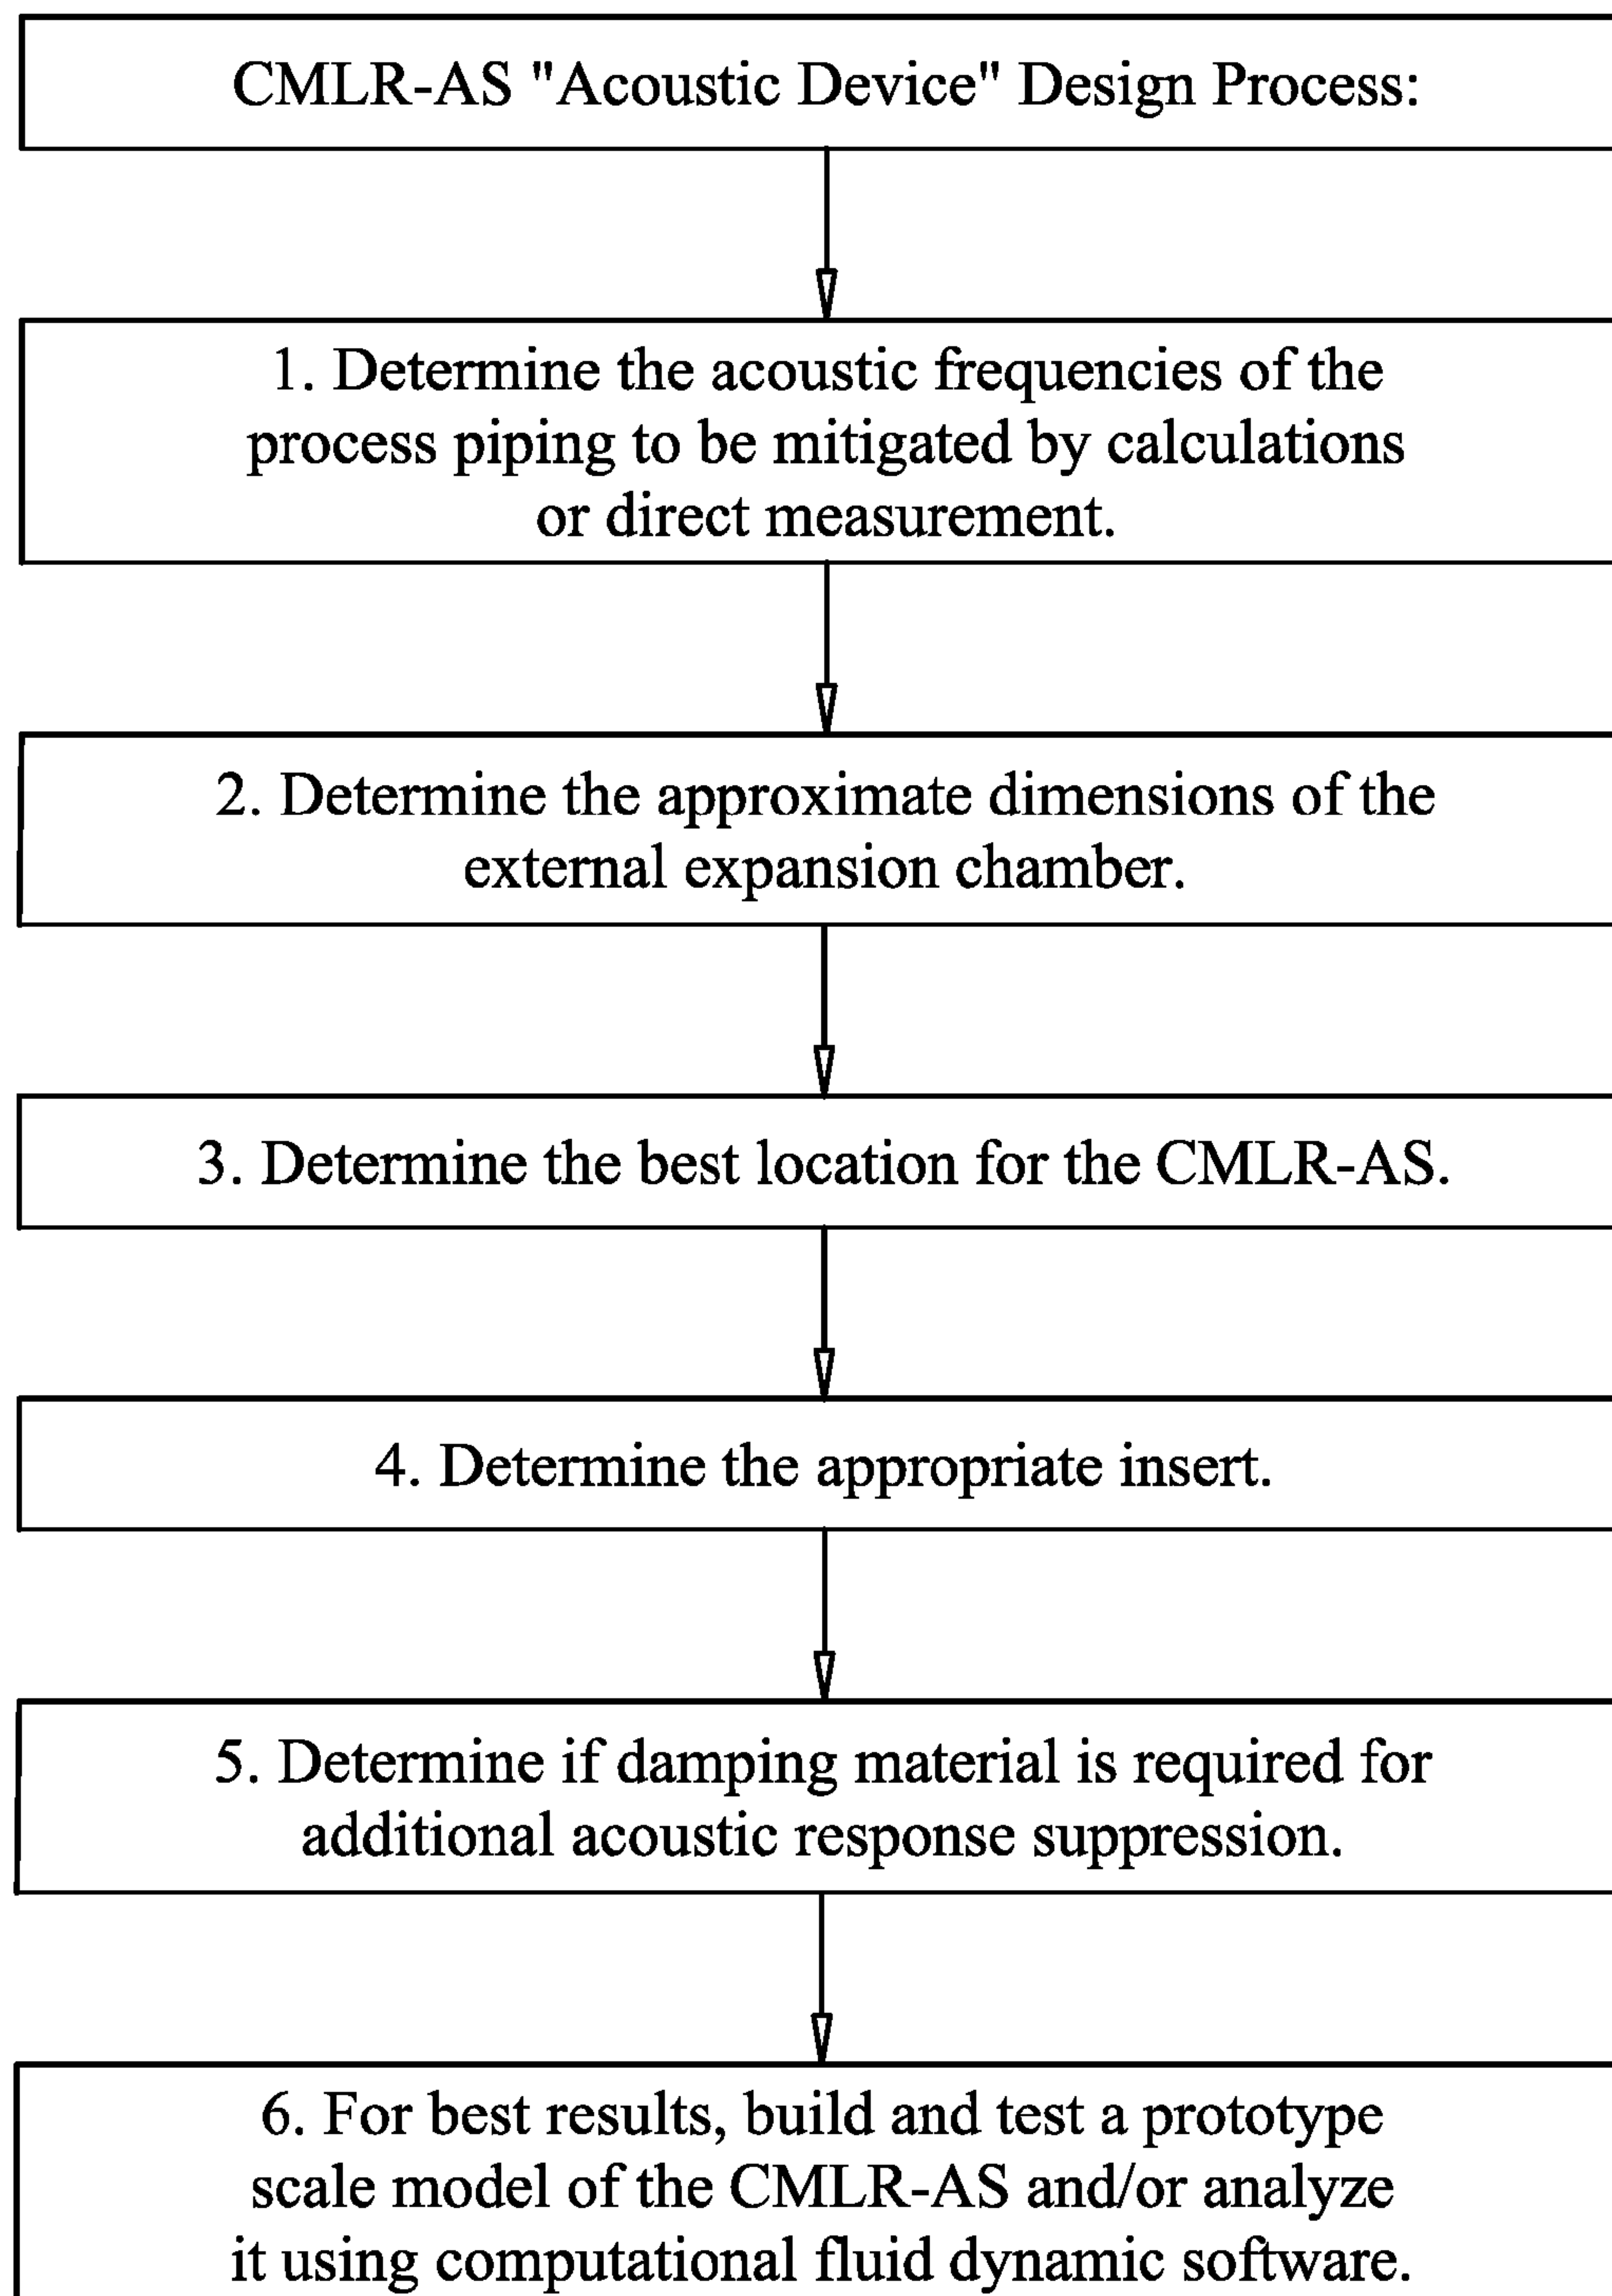 CMLR-AS "Acoustic Device" Design Process:
1. Determine the acoustic frequencies of the
process piping to be mitigated by calculations
or direct measurement.
2. Determine the approximate dimensions of the
external expansion chamber.
3. Determine the best location for the CMLR-AS.
4. Determine the appropriate insert.
5. Determine if damping material is required for
additional acoustic response suppression.
6. For best results, build and test a prototype
scale model of the CMLR-AS and/or analyze
it using computational fluid dynamic software.